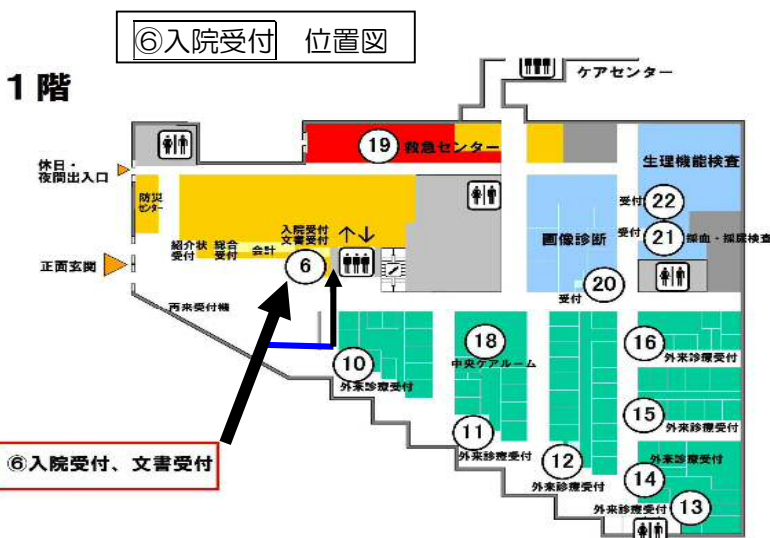 ⑥入院受付 位置図
1階
ケアセンター
19 救急センター
生理機能検査
休日・
夜間出入口
防災
センター
受付 22
受付 21 採血・採尿検査
画像診断
入院受付
文書受付
紹介状
受付
総合
受付
会計
↑↓
6
正面玄関
20
受付
再来受付機
10
外来診療受付
18
中央ケアルーム
16
外来診療受付
15
外来診療受付
11
外来診療受付
12
外来診療受付
外来診療受付
14
外来診療受付 13
⑥入院受付、文書受付